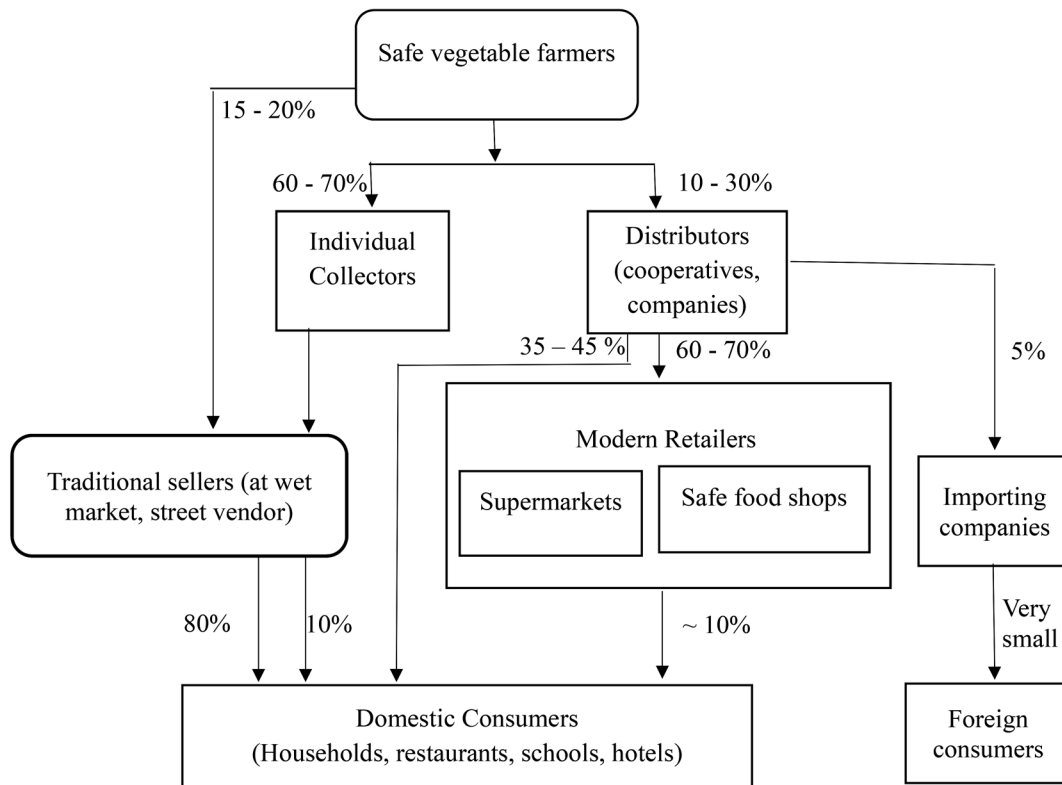 Safe vegetable farmers
15 - 20%
60 - 70%
10 - 30%
Individual
Collectors
Distributors
(cooperatives,
companies)
35 – 45 %
60 - 70%
5%
Modern Retailers
Supermarkets
Safe food shops
Traditional sellers (at wet
market, street vendor)
Importing
companies
80%
10%
~ 10%
Very
small
Domestic Consumers
(Households, restaurants, schools, hotels)
Foreign
consumers